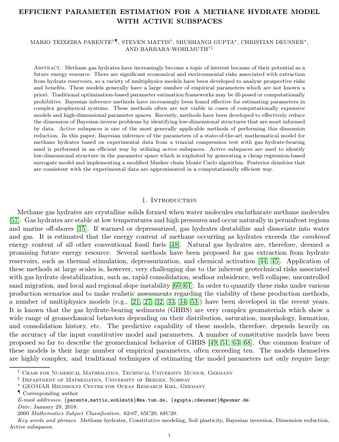 EFFICIENT PARAMETER ESTIMATION FOR A METHANE HYDRATE MODEL
WITH ACTIVE SUBSPACES
MARIO TEIXEIRA PARENTE†¶, STEVEN MATTIS†, SHUBHANGI GUPTA⋆, CHRISTIAN DEUSNER⋆,
AND BARBARA WOHLMUTH†‡
Abstract. Methane gas hydrates have increasingly become a topic of interest because of their potential as a
future energy resource. There are significant economical and environmental risks associated with extraction
from hydrate reservoirs, so a variety of multiphysics models have been developed to analyze prospective risks
and benefits. These models generally have a large number of empirical parameters which are not known a
priori. Traditional optimization-based parameter estimation frameworks may be ill-posed or computationally
prohibitive. Bayesian inference methods have increasingly been found effective for estimating parameters in
complex geophysical systems. These methods often are not viable in cases of computationally expensive
models and high-dimensional parameter spaces. Recently, methods have been developed to effectively reduce
the dimension of Bayesian inverse problems by identifying low-dimensional structures that are most informed
by data. Active subspaces is one of the most generally applicable methods of performing this dimension
reduction. In this paper, Bayesian inference of the parameters of a state-of-the-art mathematical model for
methane hydrates based on experimental data from a triaxial compression test with gas hydrate-bearing
sand is performed in an efficient way by utilizing active subspaces. Active subspaces are used to identify
low-dimensional structure in the parameter space which is exploited by generating a cheap regression-based
surrogate model and implementing a modified Markov chain Monte Carlo algorithm. Posterior densities that
are consistent with the experimental data are approximated in a computationally efficient way.
1. Introduction
Methane gas hydrates are crystalline solids formed when water molecules enclathrate methane molecules
[57]. Gas hydrates are stable at low temperatures and high pressures and occur naturally in permafrost regions
and marine off-shores [15]. If warmed or depressurized, gas hydrates destabilize and dissociate into water
and gas. It is estimated that the energy content of methane occurring as hydrates exceeds the combined
energy content of all other conventional fossil fuels [48]. Natural gas hydrates are, therefore, deemed a
promising future energy resource. Several methods have been proposed for gas extraction from hydrate
reservoirs, such as thermal stimulation, depressurization, and chemical activation [44, 45]. Application of
these methods at large scales is, however, very challenging due to the inherent geotechnical risks associated
with gas hydrate destabilization, such as, rapid consolidation, seafloor subsidence, well collapse, uncontrolled
sand migration, and local and regional slope instability [60, 61]. In order to quantify these risks under various
production scenarios and to make realistic assessments regarding the viability of these production methods,
a number of multiphysics models (e.g., [21, 27, 32, 33, 34, 53]) have been developed in the recent years.
It is known that the gas hydrate-bearing sediments (GHBS) are very complex geomaterials which show a
wide range of geomechanical behaviors depending on their distribution, saturation, morphology, formation,
and consolidation history, etc. The predictive capability of these models, therefore, depends heavily on
the accuracy of the input constitutive model and parameters. A number of constitutive models have been
proposed so far to describe the geomechanical behavior of GHBS [49, 51, 63, 68]. One common feature of
these models is their large number of empirical parameters, often exceeding ten. The models themselves
are highly complex, and traditional techniques of estimating the model parameters not only require large
† Chair for Numerical Mathematics, Technical University Munich, Germany
‡ Department of Mathematics, University of Bergen, Norway
⋆ GEOMAR Helmholtz Center for Ocean Research Kiel, Germany
¶ Corresponding author
E-mail addresses: {parente,mattis,wohlmuth}@ma.tum.de, {sgupta,cdeusner}@geomar.de.
Date: January 29, 2018.
2000 Mathematics Subject Classification. 62-07, 65C20, 68U20.
Key words and phrases. Methane hydrates, Constitutive modeling, Soil plasticity, Bayesian inversion, Dimension reduction,
Active subspaces.
1